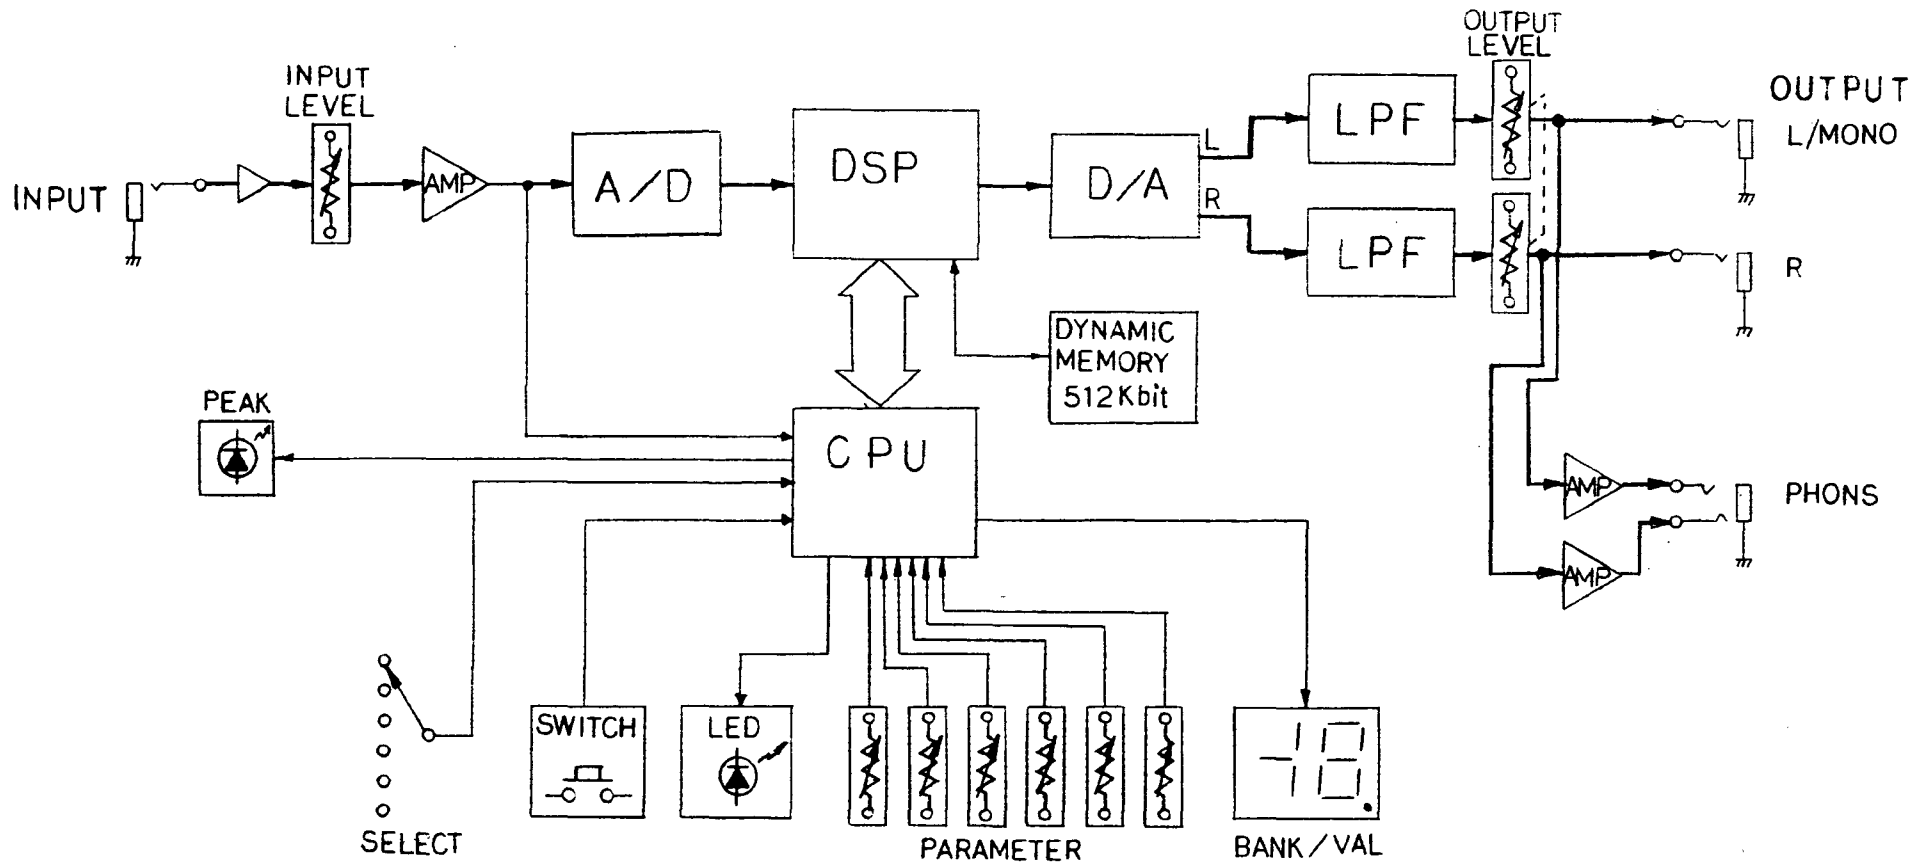 INPUT
INPUT
LEVEL
AMP
A/D
DSP
D/A
L
R
LPF
LPF
OUTPUT
LEVEL
OUTPUT
L/MONO
R
DYNAMIC
MEMORY
512Kbit
PEAK
CPU
AMP
AMP
PHONS
SELECT
SWITCH
LED
PARAMETER
-18.
BANK/VAL